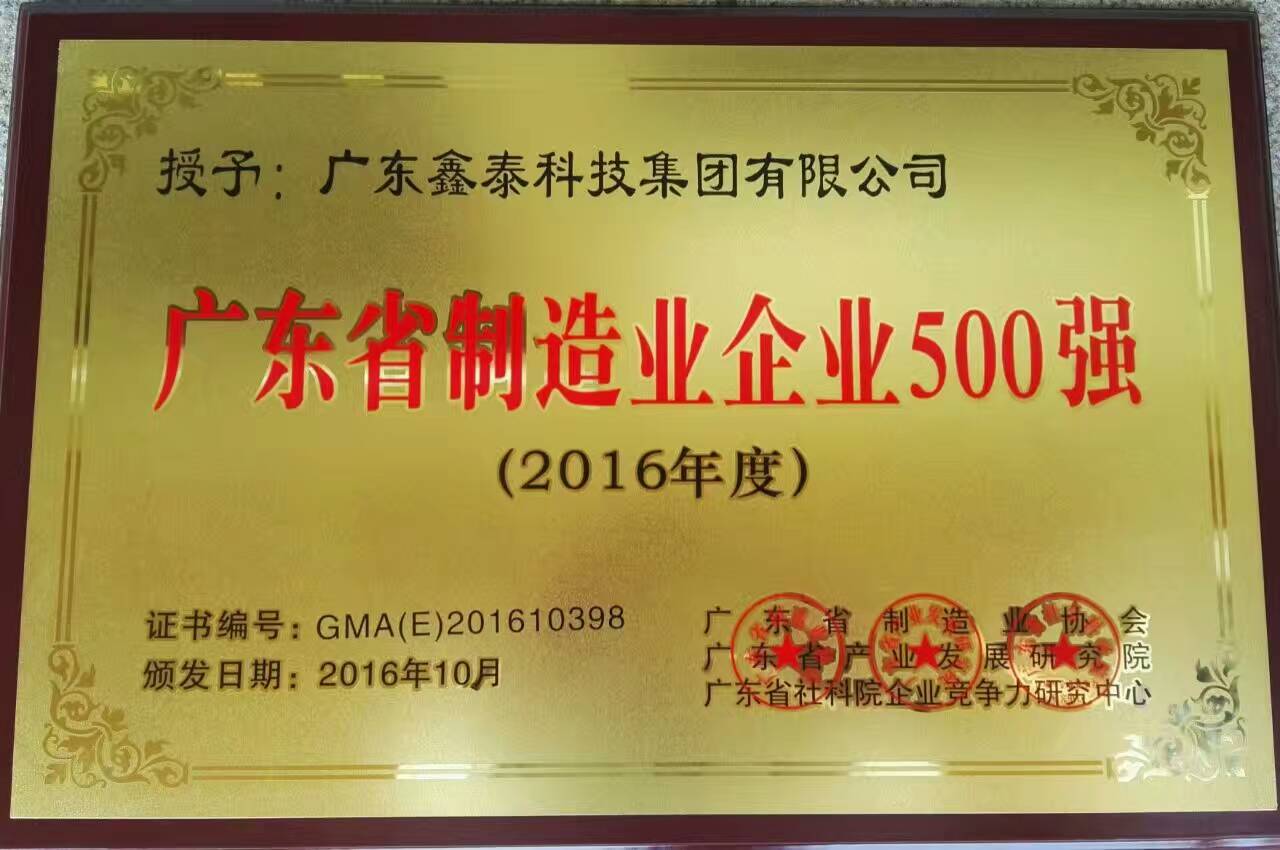 授予：广东鑫泰科技集团有限公司
广东省制造业企业500强
(2016年度)
证书编号：GMA(E)201610398
颁发日期：2016年10月
广东省制造业协会
广东省产业发展研究院
广东省社科院企业竞争力研究中心